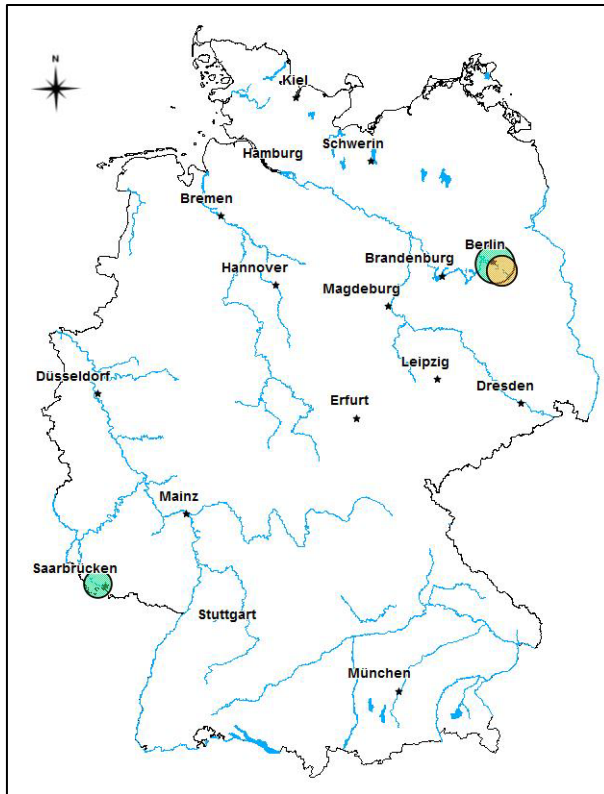 N
Kiel
Schwerin
Hamburg
Bremen
Berlin
Brandenburg
Hannover
Magdeburg
Leipzig
Düsseldorf
Dresden
Erfurt
Mainz
Saarbrücken
Stuttgart
München